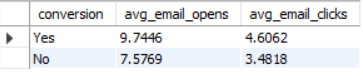 conversion avg_email_opens avg_email_clicks
Yes 9.7446 4.6062
No 7.5769 3.4818